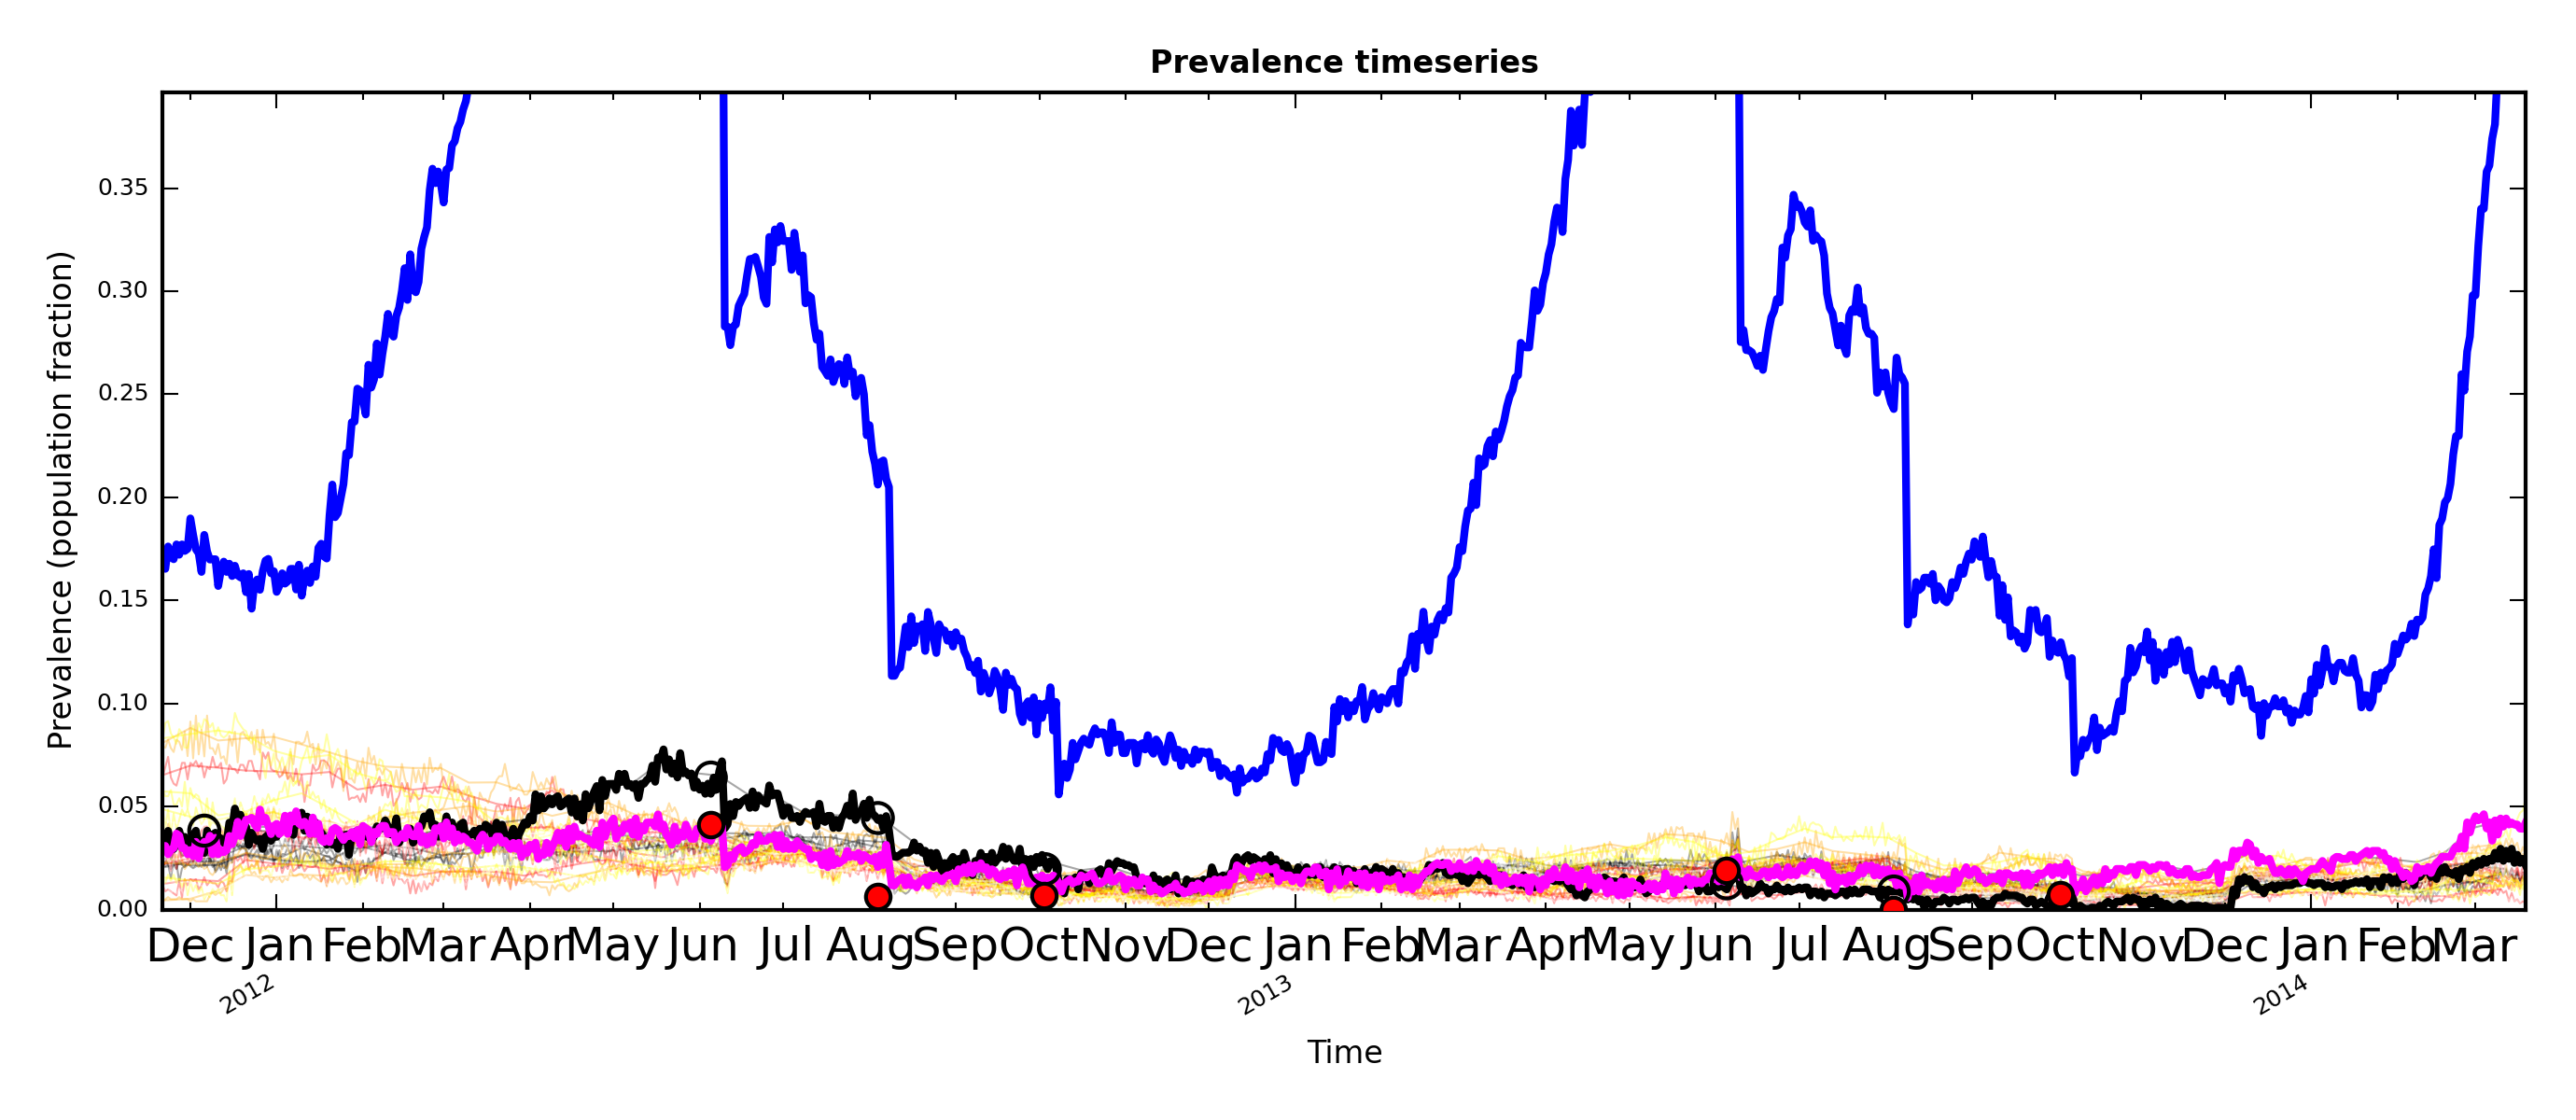 Prevalence timeseries
Prevalence (population fraction)
0.35
0.30
0.25
0.20
0.15
0.10
0.05
0.00
Dec Jan Feb Mar Apr May Jun Jul Aug Sep Oct Nov Dec Jan Feb Mar Apr May Jun Jul Aug Sep Oct Nov Dec Jan Feb Mar
2012 2013 2014
Time